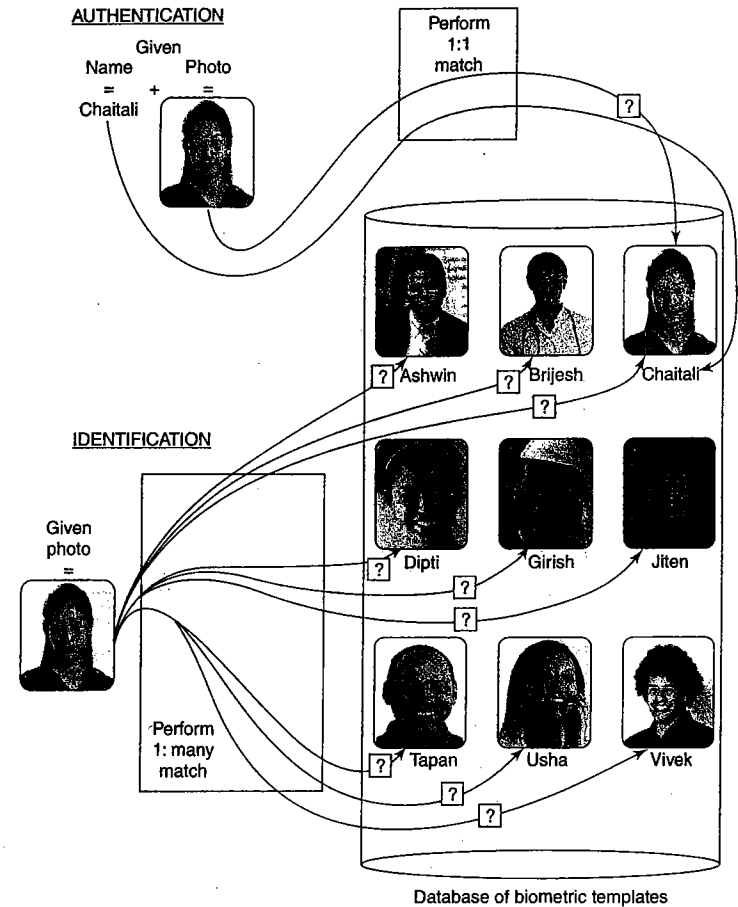 AUTHENTICATION
Given
Name Photo
= + =
Chaitali
Perform
1:1
match
?
Ashwin Brijesh Chaitali
? ? ?
IDENTIFICATION
Given
photo
=
Dipti Girish Jiten
? ? ?
Perform
1: many
match
Tapan Usha Vivek
? ? ?
Database of biometric templates